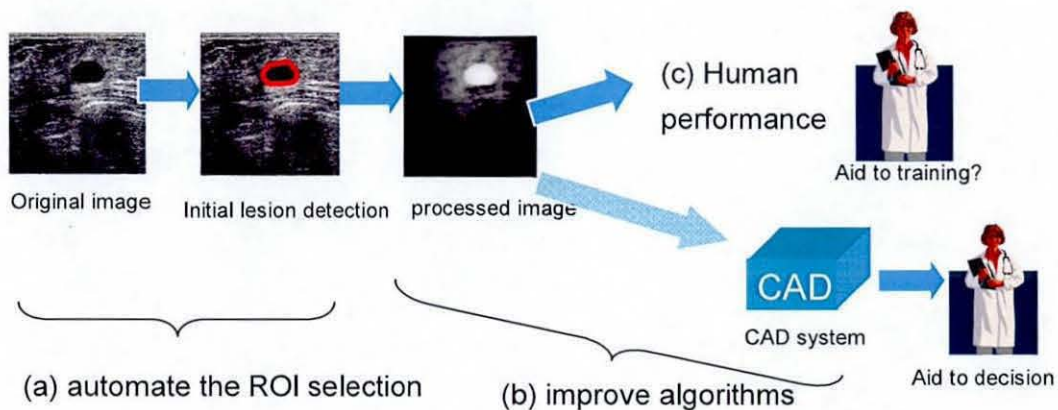 (c) Human
performance
Aid to training?
Original image
Initial lesion detection
processed image
CAD
CAD system
Aid to decision
(a) automate the ROI selection
(b) improve algorithms